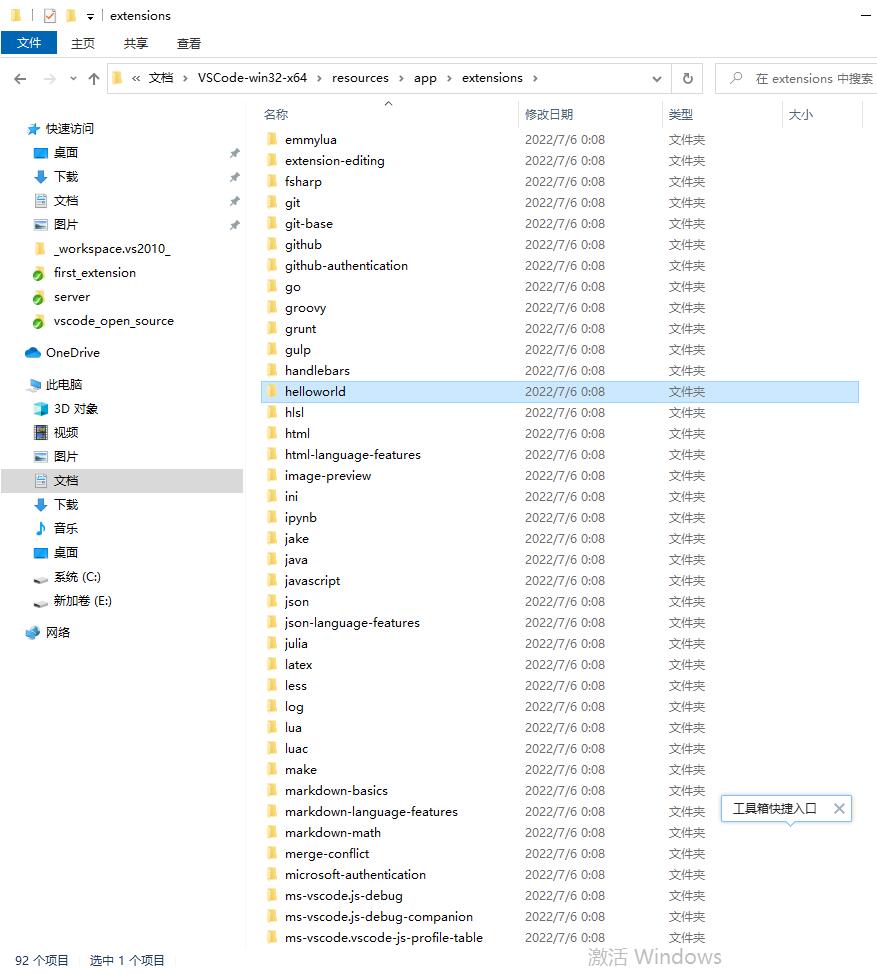 extensions
文件 主页 共享 查看
« 文档 › VSCode-win32-x64 › resources › app › extensions › 在 extensions 中搜索
名称 修改日期 类型 大小
快速访问
桌面
下载
文档
图片
_workspace.vs2010_
first_extension
server
vscode_open_source
OneDrive
此电脑
3D 对象
视频
图片
文档
下载
音乐
桌面
系统 (C:)
新加卷 (E:)
网络
emmylua 2022/7/6 0:08 文件夹
extension-editing 2022/7/6 0:08 文件夹
fsharp 2022/7/6 0:08 文件夹
git 2022/7/6 0:08 文件夹
git-base 2022/7/6 0:08 文件夹
github 2022/7/6 0:08 文件夹
github-authentication 2022/7/6 0:08 文件夹
go 2022/7/6 0:08 文件夹
groovy 2022/7/6 0:08 文件夹
grunt 2022/7/6 0:08 文件夹
gulp 2022/7/6 0:08 文件夹
handlebars 2022/7/6 0:08 文件夹
helloworld 2022/7/6 0:08 文件夹
hlsl 2022/7/6 0:08 文件夹
html 2022/7/6 0:08 文件夹
html-language-features 2022/7/6 0:08 文件夹
image-preview 2022/7/6 0:08 文件夹
ini 2022/7/6 0:08 文件夹
ipynb 2022/7/6 0:08 文件夹
jake 2022/7/6 0:08 文件夹
java 2022/7/6 0:08 文件夹
javascript 2022/7/6 0:08 文件夹
json 2022/7/6 0:08 文件夹
json-language-features 2022/7/6 0:08 文件夹
julia 2022/7/6 0:08 文件夹
latex 2022/7/6 0:08 文件夹
less 2022/7/6 0:08 文件夹
log 2022/7/6 0:08 文件夹
lua 2022/7/6 0:08 文件夹
luac 2022/7/6 0:08 文件夹
make 2022/7/6 0:08 文件夹
markdown-basics 2022/7/6 0:08 文件夹
markdown-language-features 2022/7/6 0:08 文件夹
markdown-math 2022/7/6 0:08 文件夹
merge-conflict 2022/7/6 0:08 文件夹
microsoft-authentication 2022/7/6 0:08 文件夹
ms-vscode.js-debug 2022/7/6 0:08 文件夹
ms-vscode.js-debug-companion 2022/7/6 0:08 文件夹
ms-vscode.vscode-js-profile-table 2022/7/6 0:08 文件夹
工具箱快捷入口
92 个项目 选中 1 个项目
激活 Windows